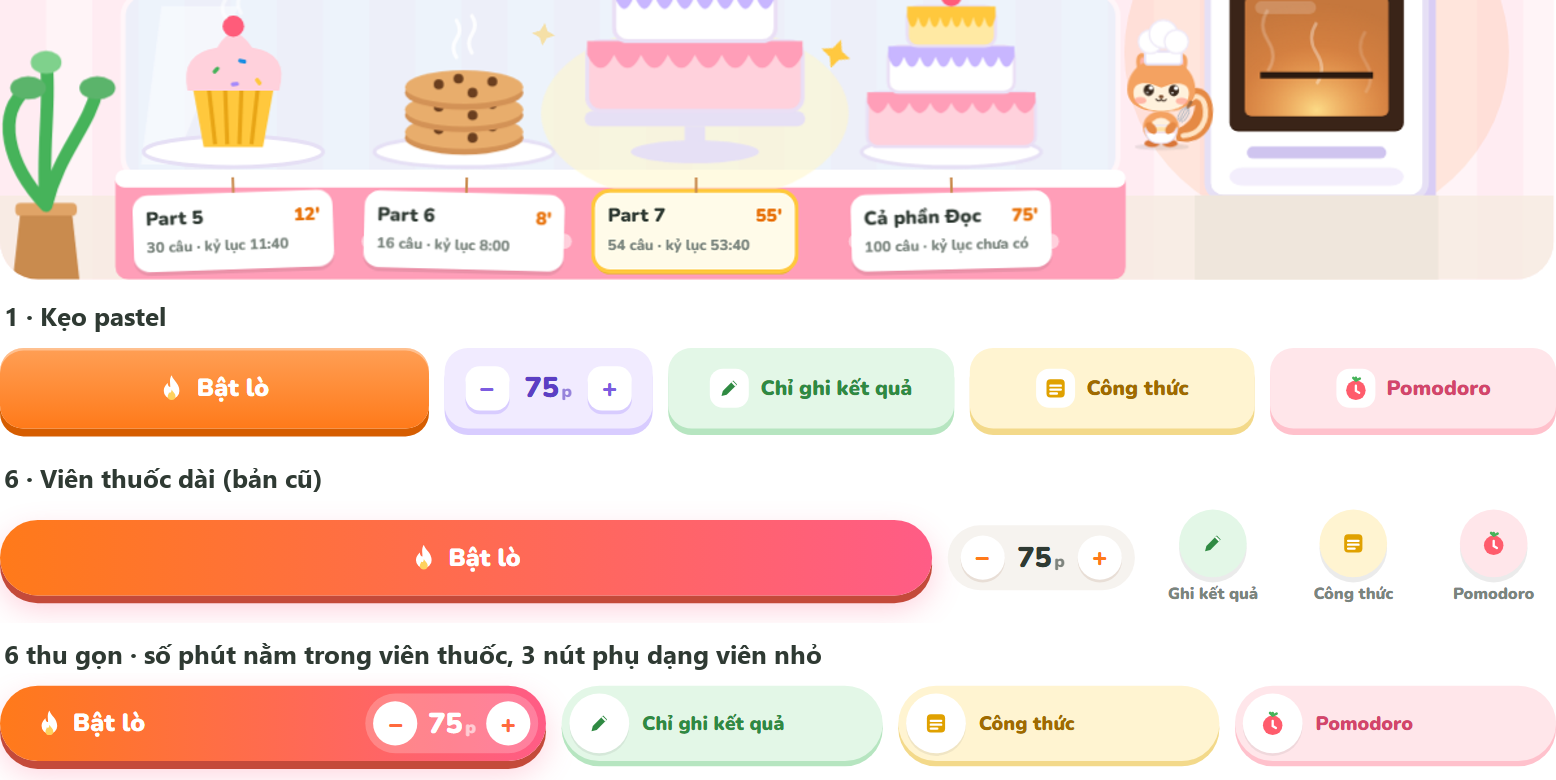 Part 5 12'
30 câu · kỷ lục 11:40
Part 6 8'
16 câu · kỷ lục 8:00
Part 7 55'
54 câu · kỷ lục 53:40
Cả phần Đọc 75'
100 câu · kỷ lục chưa có
1 · Kẹo pastel
Bật lò
− 75p +
Chỉ ghi kết quả
Công thức
Pomodoro
6 · Viên thuốc dài (bản cũ)
Bật lò
− 75p +
Ghi kết quả
Công thức
Pomodoro
6 thu gọn · số phút nằm trong viên thuốc, 3 nút phụ dạng viên nhỏ
Bật lò
− 75p +
Chỉ ghi kết quả
Công thức
Pomodoro